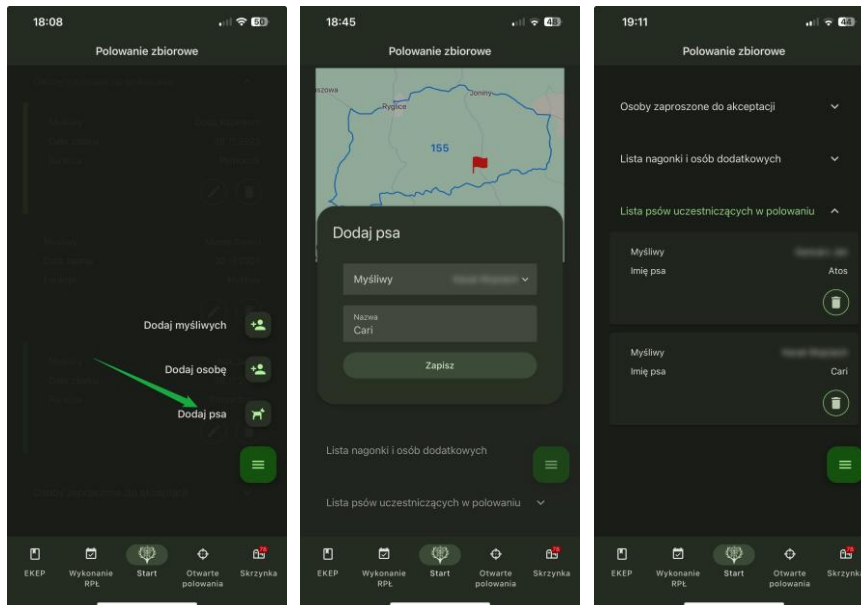 18:08
50
Polowanie zbiorowe
Dodaj myśliwych
Dodaj osobę
Dodaj psa
EKEP
Wykonanie
RPŁ
Start
Otwarte
polowania
Skrzynka
18:45
Polowanie zbiorowe
Ryglice
Joniny
155
Dodaj psa
Myśliwy
Nazwa
Cari
Zapisz
Lista nagonki i osób dodatkowych
Lista psów uczestniczących w polowaniu
EKEP
Wykonanie
RPŁ
Start
Otwarte
polowania
Skrzynka
19:11
44
Polowanie zbiorowe
Osoby zaproszone do akceptacji
Lista nagonki i osób dodatkowych
Lista psów uczestniczących w polowaniu
Myśliwy
Imię psa
Atos
Myśliwy
Imię psa
Cari
EKEP
Wykonanie
RPŁ
Start
Otwarte
polowania
Skrzynka